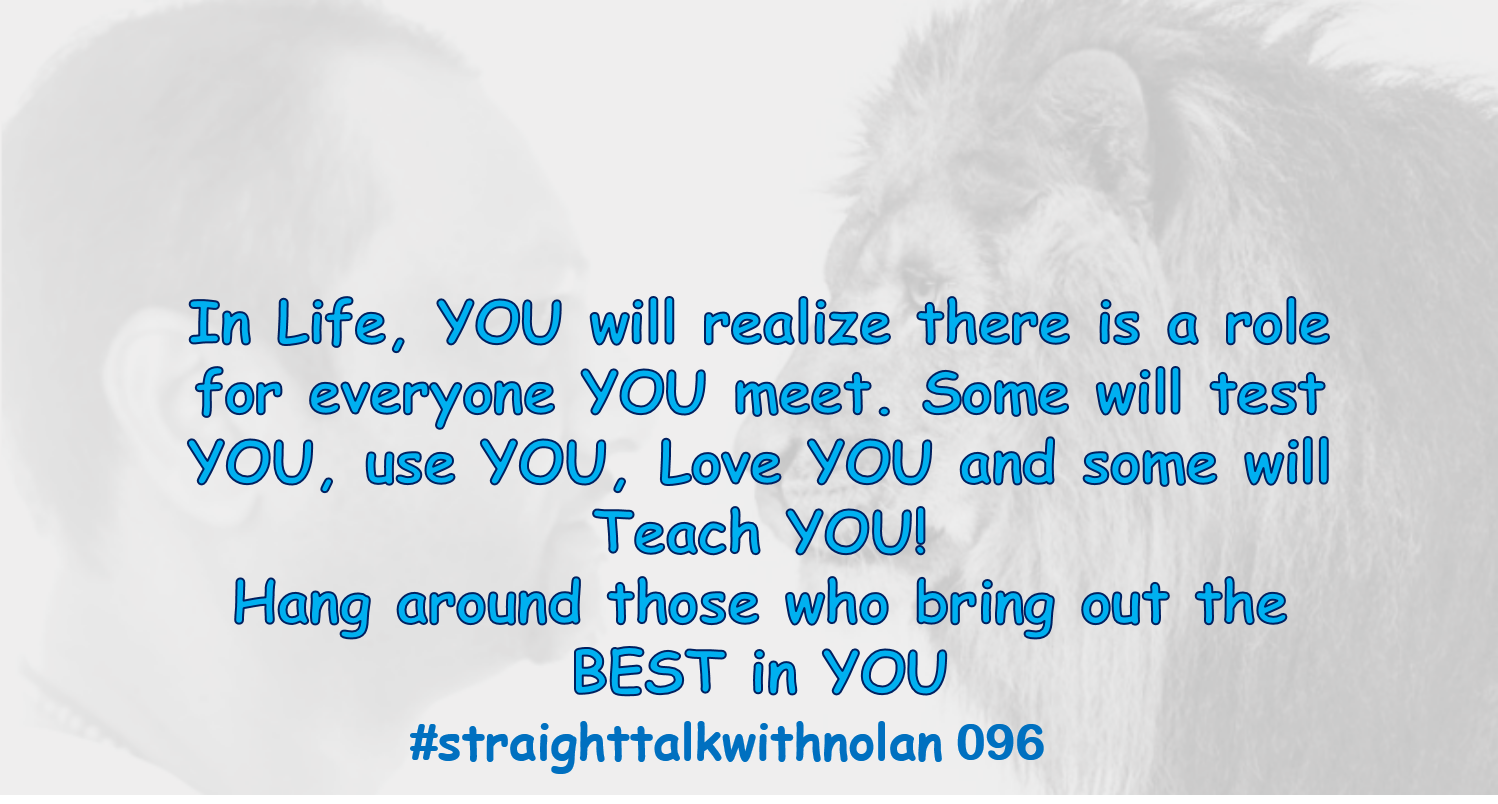 In Life, YOU will realize there is a role
for everyone YOU meet. Some will test
YOU, use YOU, Love YOU and some will
Teach YOU!
Hang around those who bring out the
BEST in YOU
#straighttalkwithnolan 096